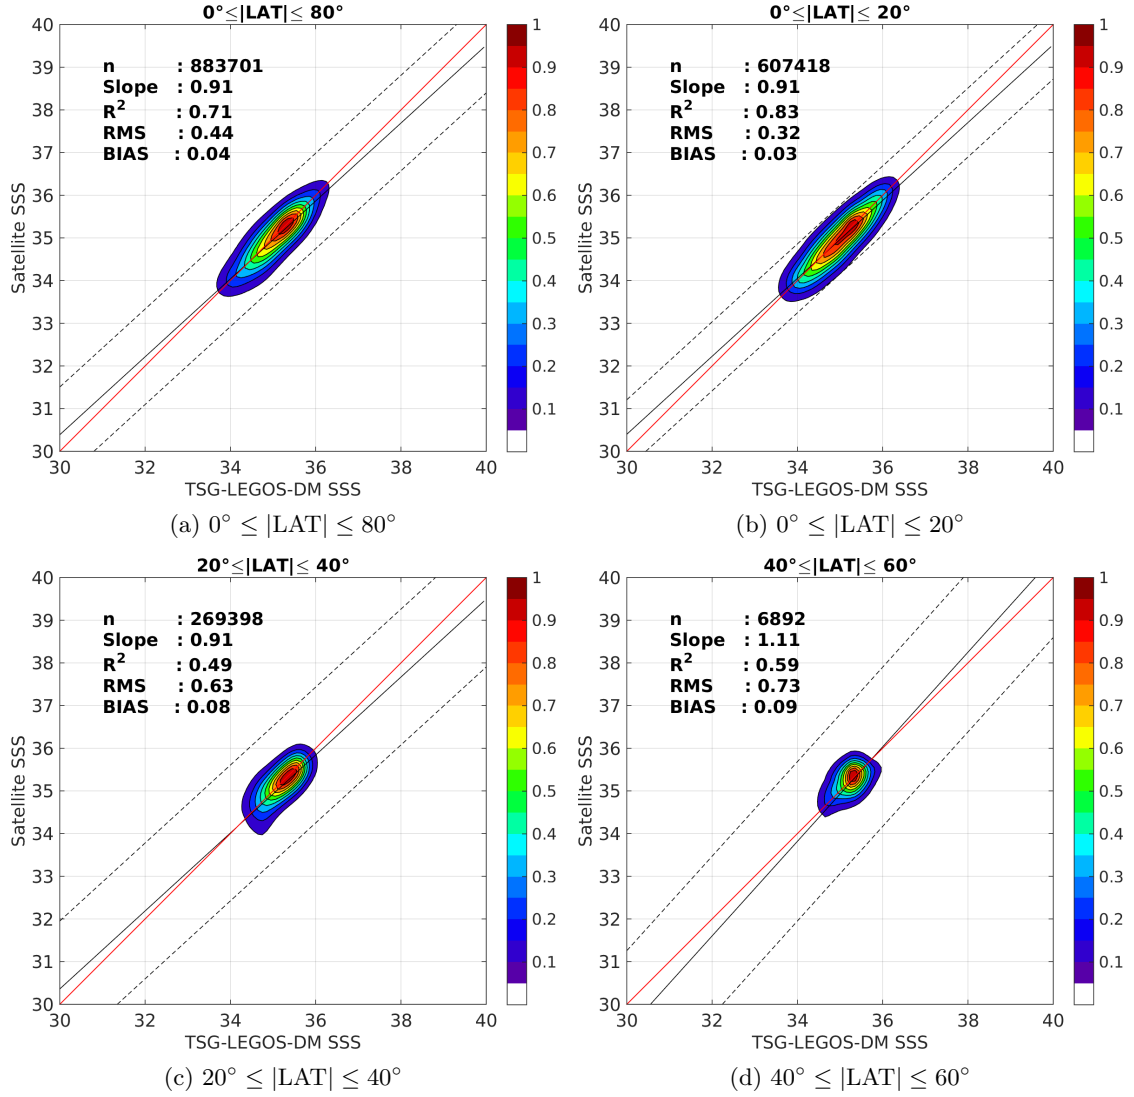 0°≤|LAT|≤ 80°
n : 883701
Slope : 0.91
R² : 0.71
RMS : 0.44
BIAS : 0.04
40
39
38
37
36
35
34
33
32
31
30
30 32 34 36 38 40
Satellite SSS
TSG-LEGOS-DM SSS
1
0.9
0.8
0.7
0.6
0.5
0.4
0.3
0.2
0.1
(a) 0° ≤ |LAT| ≤ 80°
0°≤|LAT|≤ 20°
n : 607418
Slope : 0.91
R² : 0.83
RMS : 0.32
BIAS : 0.03
40
39
38
37
36
35
34
33
32
31
30
30 32 34 36 38 40
Satellite SSS
TSG-LEGOS-DM SSS
1
0.9
0.8
0.7
0.6
0.5
0.4
0.3
0.2
0.1
(b) 0° ≤ |LAT| ≤ 20°
20°≤|LAT|≤ 40°
n : 269398
Slope : 0.91
R² : 0.49
RMS : 0.63
BIAS : 0.08
40
39
38
37
36
35
34
33
32
31
30
30 32 34 36 38 40
Satellite SSS
TSG-LEGOS-DM SSS
1
0.9
0.8
0.7
0.6
0.5
0.4
0.3
0.2
0.1
(c) 20° ≤ |LAT| ≤ 40°
40°≤|LAT|≤ 60°
n : 6892
Slope : 1.11
R² : 0.59
RMS : 0.73
BIAS : 0.09
40
39
38
37
36
35
34
33
32
31
30
30 32 34 36 38 40
Satellite SSS
TSG-LEGOS-DM SSS
1
0.9
0.8
0.7
0.6
0.5
0.4
0.3
0.2
0.1
(d) 40° ≤ |LAT| ≤ 60°